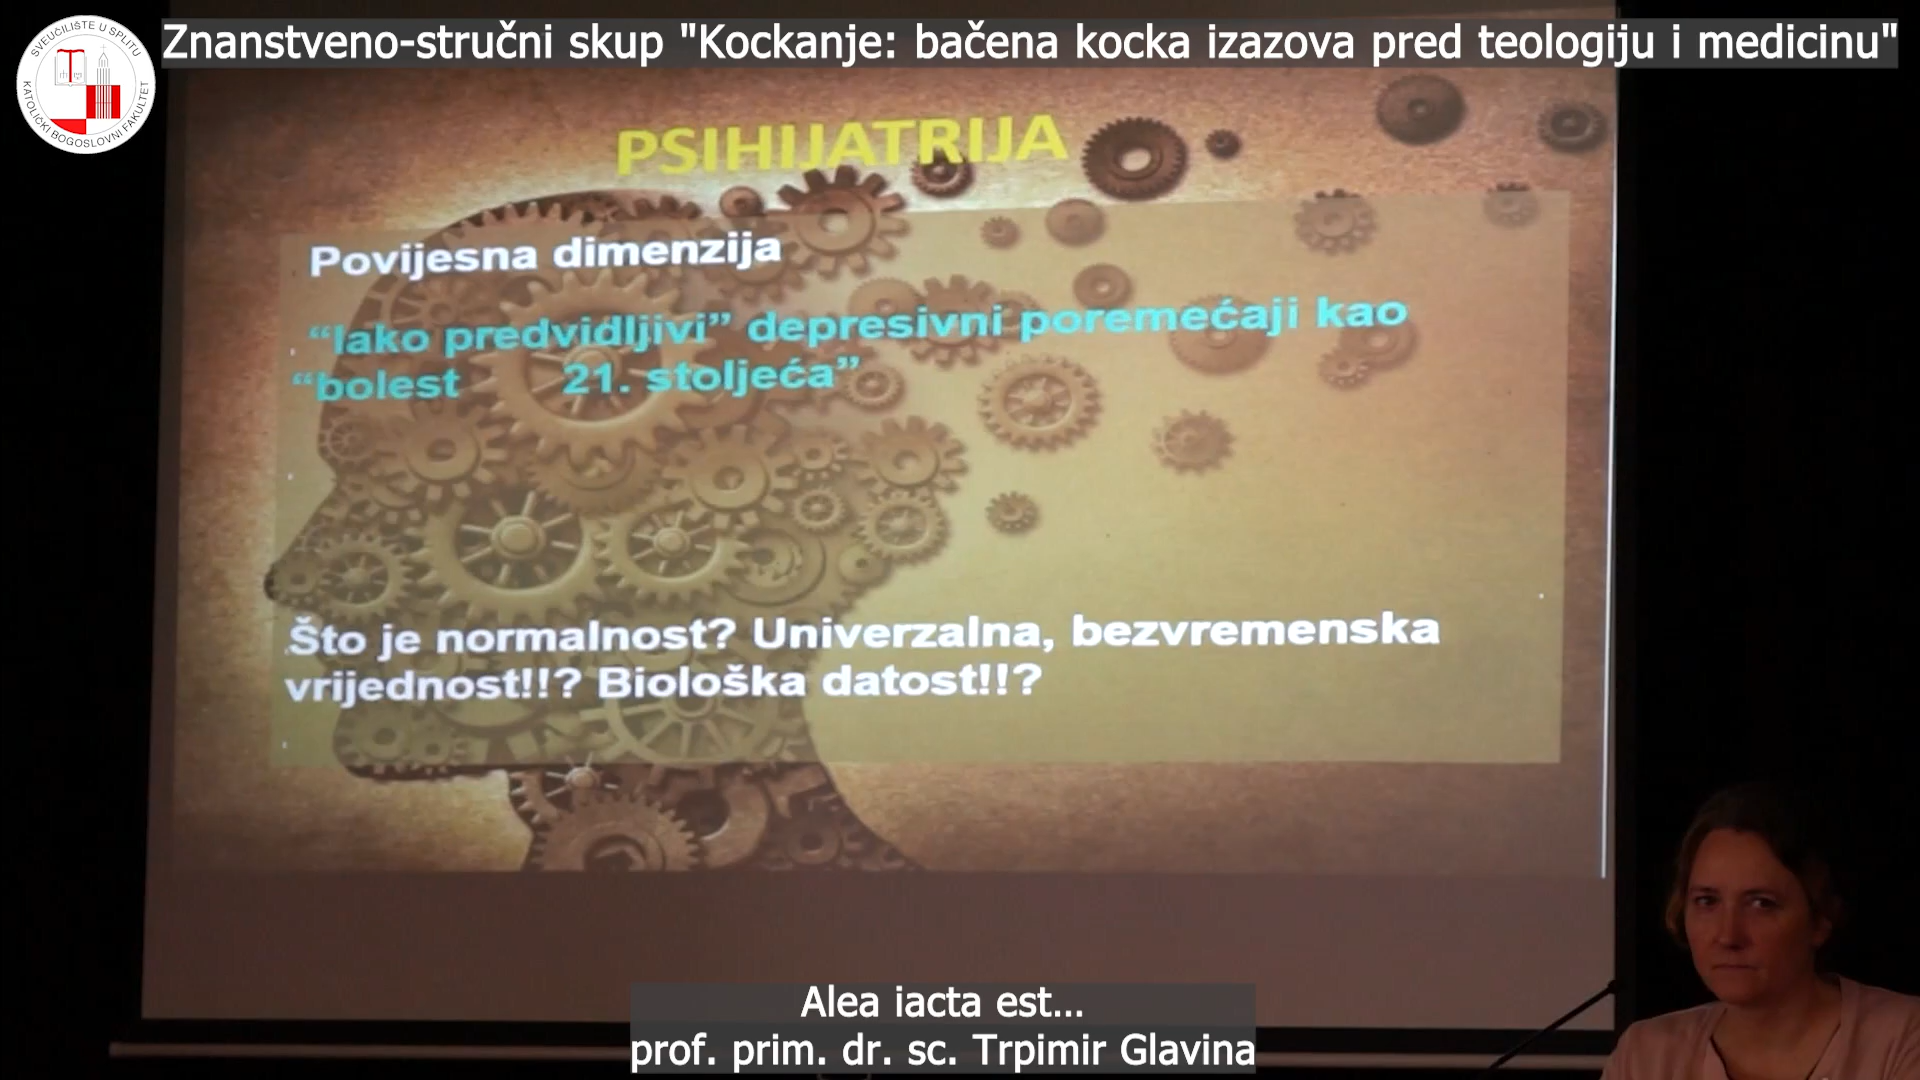 SVEUČILIŠTE U SPLITU
KATOLIČKI BOGOSLOVNI FAKULTET
Znanstveno-stručni skup "Kockanje: bačena kocka izazova pred teologiju i medicinu"
PSIHIJATRIJA
Povijesna dimenzija
“Iako predvidljivi” depresivni poremećaji kao
“bolest 21. stoljeća”
Što je normalnost? Univerzalna, bezvremenska
vrijednost!!? Biološka datost!!?
Alea iacta est...
prof. prim. dr. sc. Trpimir Glavina